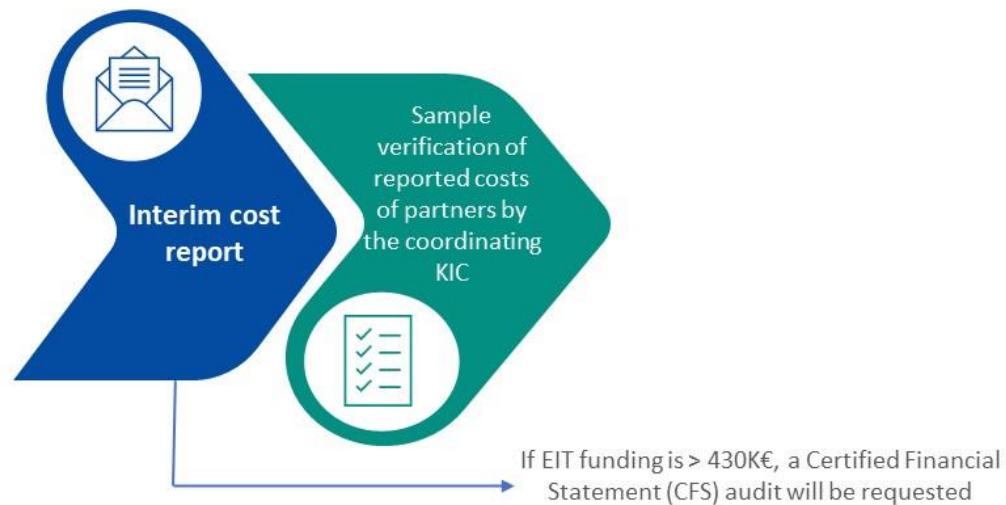 Interim cost
report
Sample
verification of
reported costs
of partners by
the coordinating
KIC
If EIT funding is > 430K€, a Certified Financial
Statement (CFS) audit will be requested